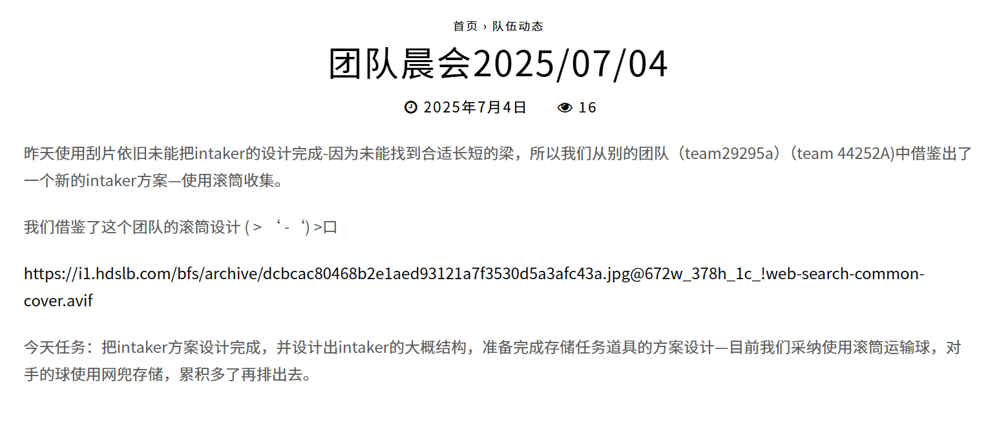 首页 › 队伍动态
团队晨会2025/07/04
2025年7月4日 16
昨天使用刮片依旧未能把intaker的设计完成-因为未能找到合适长短的梁，所以我们从别的团队（team29295a）（team 44252A)中借鉴出了
一个新的intaker方案—使用滚筒收集。
我们借鉴了这个团队的滚筒设计 ( > ‘ - ‘) >口
https://i1.hdslb.com/bfs/archive/dcbcac80468b2e1aed93121a7f3530d5a3afc43a.jpg@672w_378h_1c_!web-search-common-
cover.avif
今天任务：把intaker方案设计完成，并设计出intaker的大概结构，准备完成存储任务道具的方案设计—目前我们采纳使用滚筒运输球，对
手的球使用网兜存储，累积多了再排出去。